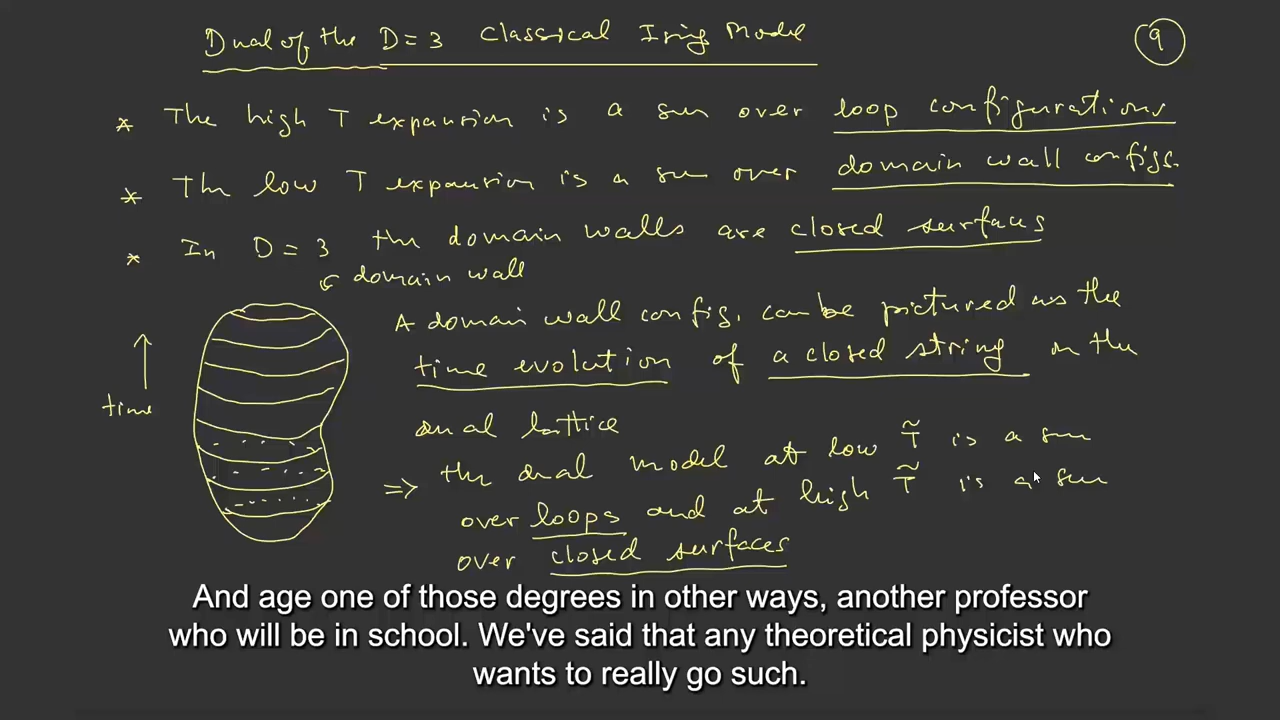 Dual of the D=3 Classical Ising Model
9
* The high T expansion is a sum over loop configurations
* The low T expansion is a sum over domain wall configs.
* In D=3 the domain walls are closed surfaces
domain wall
A domain wall config. can be pictured as the
time evolution of a closed string on the
time
dual lattice
⇒ the dual model at low T̃ is a sum
over loops and at high T̃ is a sum
over closed surfaces
And age one of those degrees in other ways, another professor
who will be in school. We've said that any theoretical physicist who
wants to really go such.